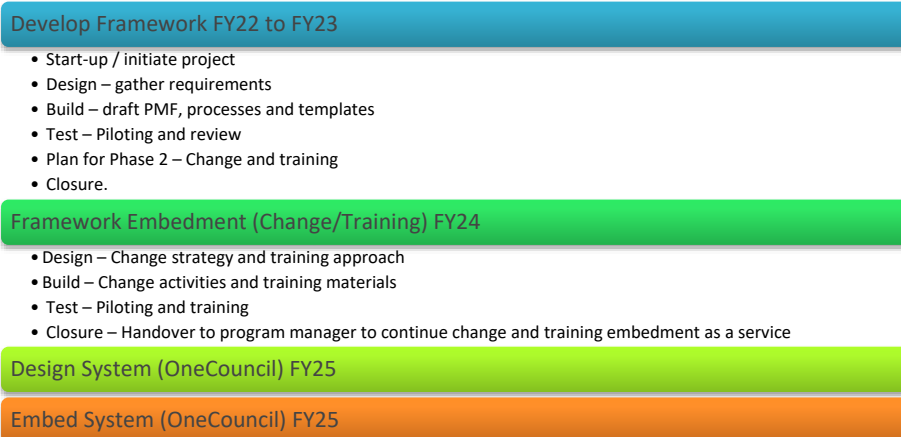 Develop Framework FY22 to FY23
• Start-up / initiate project
• Design – gather requirements
• Build – draft PMF, processes and templates
• Test – Piloting and review
• Plan for Phase 2 – Change and training
• Closure.
Framework Embedment (Change/Training) FY24
• Design – Change strategy and training approach
• Build – Change activities and training materials
• Test – Piloting and training
• Closure – Handover to program manager to continue change and training embedment as a service
Design System (OneCouncil) FY25
Embed System (OneCouncil) FY25